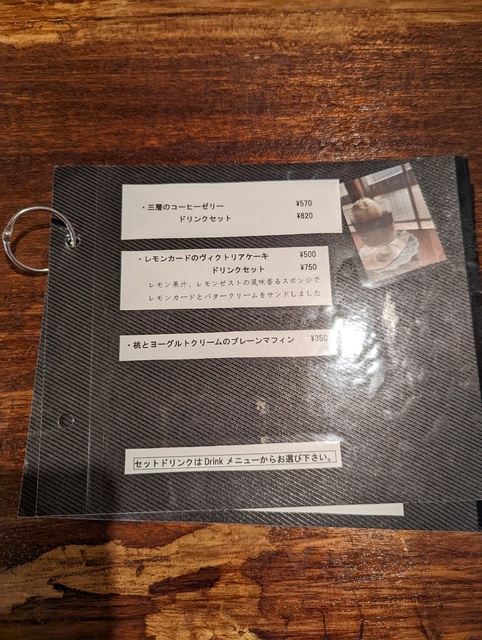 ・三層のコーヒーゼリー ¥570
ドリンクセット ¥820
・レモンカードのヴィクトリアケーキ ¥500
ドリンクセット ¥750
レモン果汁、レモンゼストの風味香るスポンジで
レモンカードとバタークリームをサンドしました
・桃とヨーグルトクリームのプレーンマフィン ¥350
セットドリンクは Drink メニューからお選び下さい。